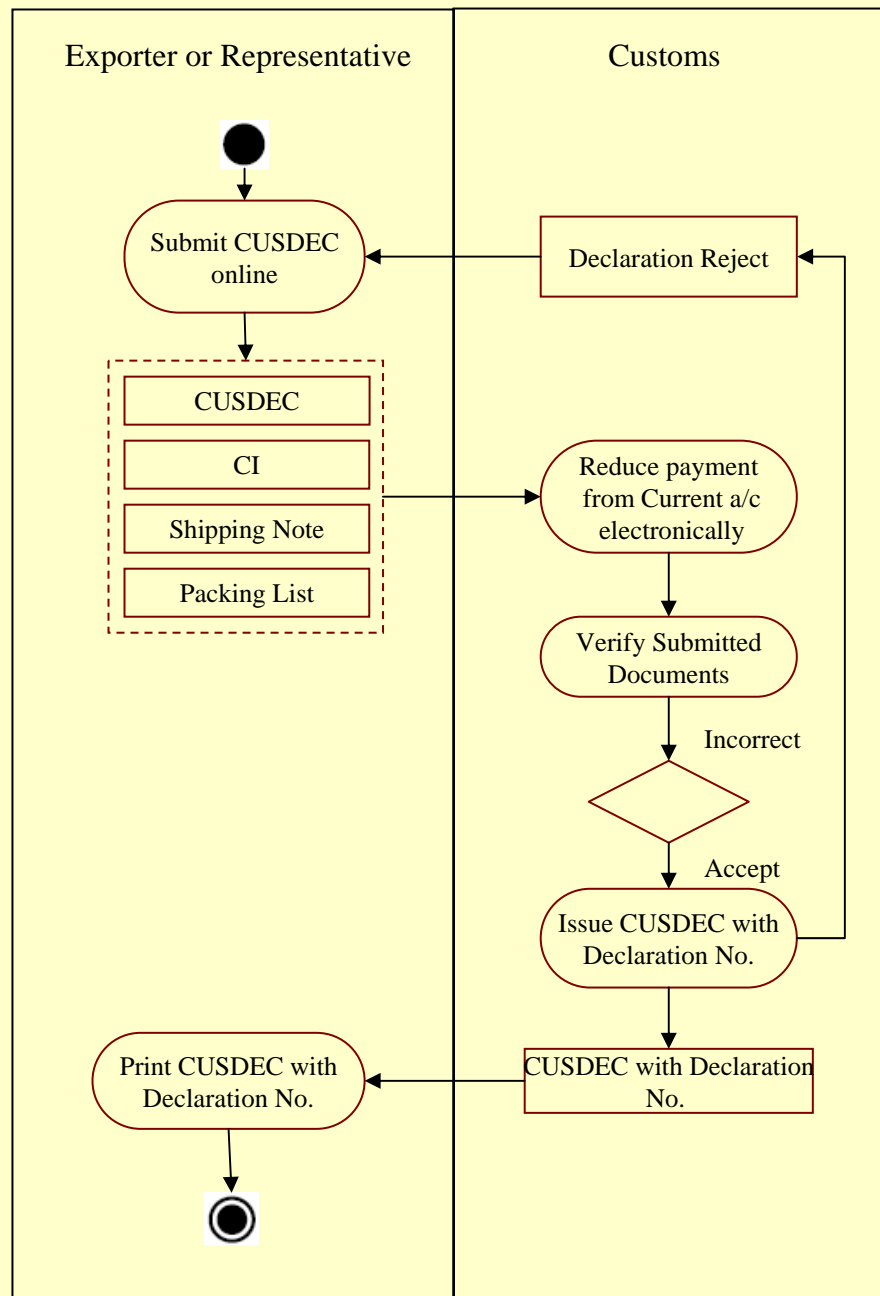 Exporter or Representative
Customs
Submit CUSDEC
online
Declaration Reject
CUSDEC
CI
Shipping Note
Packing List
Reduce payment
from Current a/c
electronically
Verify Submitted
Documents
Incorrect
Accept
Issue CUSDEC with
Declaration No.
CUSDEC with Declaration
No.
Print CUSDEC with
Declaration No.